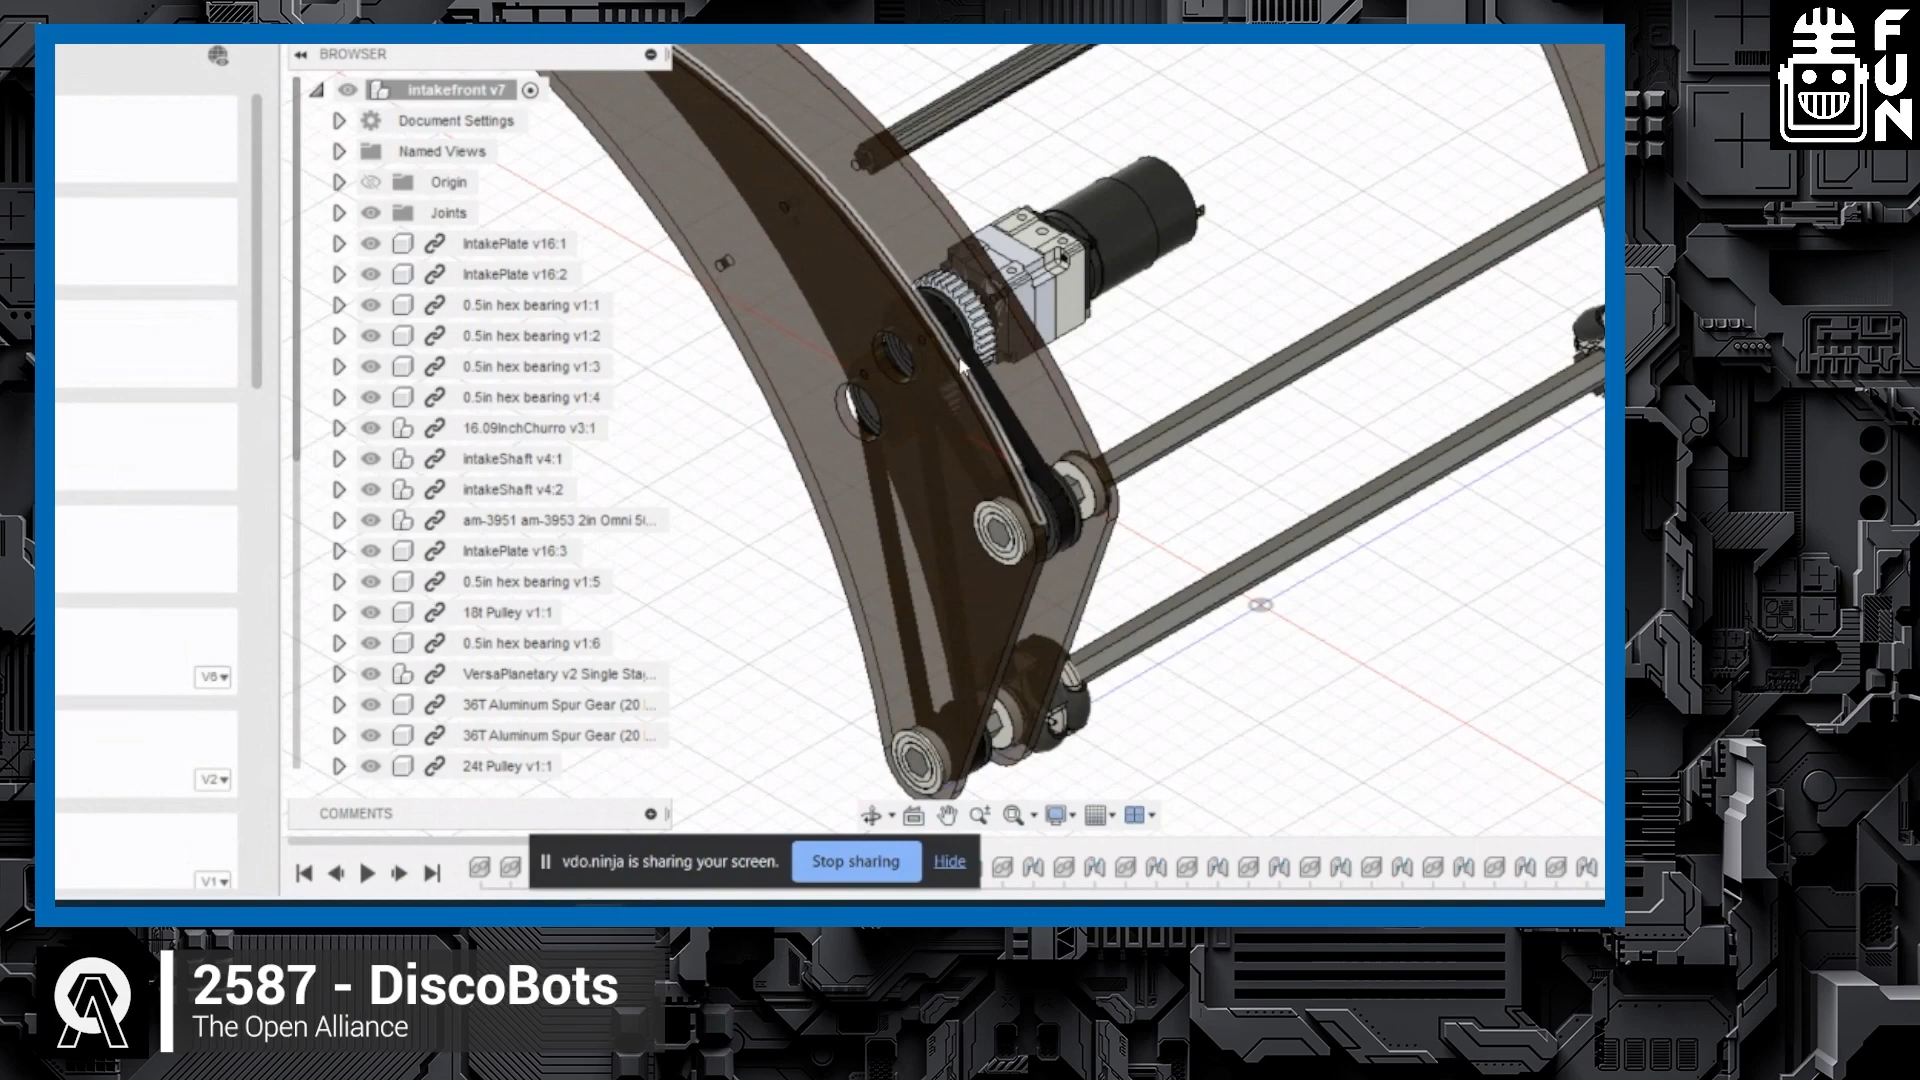 BROWSER
intakefront v7
Document Settings
Named Views
Origin
Joints
IntakePlate v16:1
IntakePlate v16:2
0.5in hex bearing v1:1
0.5in hex bearing v1:2
0.5in hex bearing v1:3
0.5in hex bearing v1:4
16.09InchChurro v3:1
intakeShaft v4:1
intakeShaft v4:2
am-3951 am-3953 2in Omni 5(...
IntakePlate v16:3
0.5in hex bearing v1:5
18t Pulley v1:1
0.5in hex bearing v1:6
VersaPlanetary v2 Single Sta...
36T Aluminum Spur Gear (20 ...
36T Aluminum Spur Gear (20 ...
24t Pulley v1:1
COMMENTS
V6
V2
V1
vdo.ninja is sharing your screen.
Stop sharing
Hide
FUN
2587 - DiscoBots
The Open Alliance